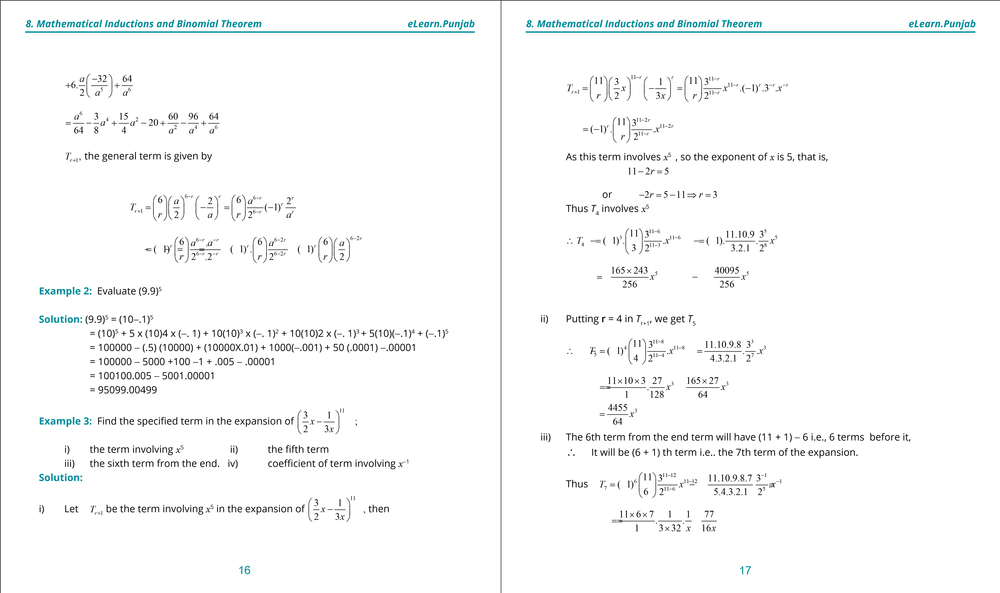 8. Mathematical Inductions and Binomial Theorem eLearn.Punjab
+6.\frac{a}{2}\left(\frac{-32}{a^5}\right)+\frac{64}{a^6}
=\frac{a^6}{64}-\frac{3}{8}a^4+\frac{15}{4}a^2-20+\frac{60}{a^2}-\frac{96}{a^4}+\frac{64}{a^6}
T_{r+1}, the general term is given by
T_{r+1}=\binom{6}{r}\left(\frac{a}{2}\right)^{6-r}\left(-\frac{2}{a}\right)^r=\binom{6}{r}\frac{a^{6-r}}{2^{6-r}}(-1)^r\frac{2^r}{a^r}
=(-1)^r\binom{6}{r}\frac{a^{6-r}.a^{-r}}{2^{6-r}.2^{-r}}=(-1)^r.\binom{6}{r}\frac{a^{6-2r}}{2^{6-2r}}=(-1)^r\binom{6}{r}\left(\frac{a}{2}\right)^{6-2r}
Example 2: Evaluate (9.9)⁵
Solution: (9.9)⁵ = (10–.1)⁵
= (10)⁵ + 5 x (10)4 x (–. 1) + 10(10)³ x (–. 1)² + 10(10)2 x (–. 1)³ + 5(10)(–.1)⁴ + (–.1)⁵
= 100000 – (.5) (10000) + (10000X.01) + 1000(–.001) + 50 (.0001) –.00001
= 100000 – 5000 +100 –1 + .005 – .00001
= 100100.005 – 5001.00001
= 95099.00499
Example 3: Find the specified term in the expansion of \left(\frac{3}{2}x-\frac{1}{3x}\right)^{11} ;
i) the term involving x⁵ ii) the fifth term
iii) the sixth term from the end. iv) coefficient of term involving x⁻¹
Solution:
i) Let T_{r+1} be the term involving x⁵ in the expansion of \left(\frac{3}{2}x-\frac{1}{3x}\right)^{11} , then
16
8. Mathematical Inductions and Binomial Theorem eLearn.Punjab
T_{r+1}=\binom{11}{r}\left(\frac{3}{2}x\right)^{11-r}\left(-\frac{1}{3x}\right)^r=\binom{11}{r}\frac{3^{11-r}}{2^{11-r}}x^{11-r}.(-1)^r.3^{-r}.x^{-r}
=(-1)^r.\binom{11}{r}\frac{3^{11-2r}}{2^{11-r}}.x^{11-2r}
As this term involves x⁵ , so the exponent of x is 5, that is,
11 − 2r = 5
or −2r = 5 − 11 ⇒ r = 3
Thus T₄ involves x⁵
∴ T_4=(-1)^3.\binom{11}{3}\frac{3^{11-6}}{2^{11-3}}.x^{11-6}=(-1).\frac{11.10.9}{3.2.1}.\frac{3^5}{2^8}x^5
= \frac{165×243}{256}x^5 − \frac{40095}{256}x^5
ii) Putting r = 4 in T_{r+1}, we get T₅
∴ T_5=(-1)^4\binom{11}{4}\frac{3^{11-8}}{2^{11-4}}.x^{11-8}=\frac{11.10.9.8}{4.3.2.1}.\frac{3^3}{2^7}.x^3
=\frac{11×10×3}{1}.\frac{27}{128}x^3=\frac{165×27}{64}x^3
=\frac{4455}{64}x^3
iii) The 6th term from the end term will have (11 + 1) – 6 i.e., 6 terms before it,
∴ It will be (6 + 1) th term i.e.. the 7th term of the expansion.
Thus T_7=(-1)^6\binom{11}{6}\frac{3^{11-12}}{2^{11-6}}x^{11-12}=\frac{11.10.9.8.7}{5.4.3.2.1}\frac{3^{-1}}{2^5}.x^{-1}
=\frac{11×6×7}{1}.\frac{1}{3×32}.\frac{1}{x}=\frac{77}{16x}
17